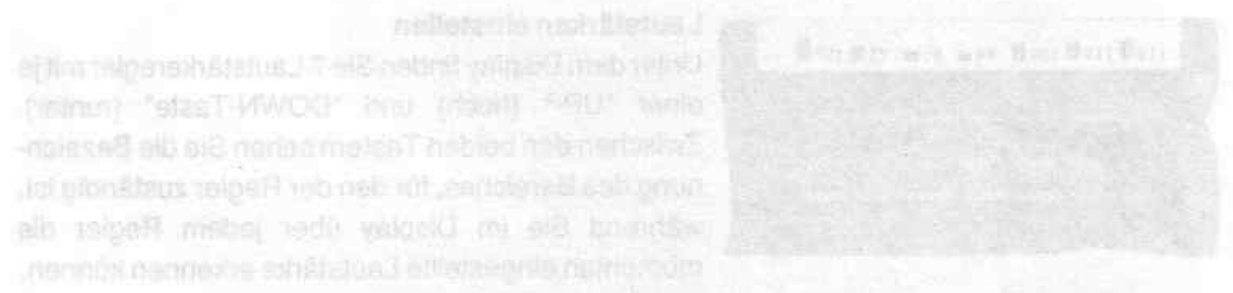 Lautstärken einstellen
Unter dem Display finden Sie 7 Lautstärkeregler mit je
einer "UP-" (hoch) und "DOWN-Taste" (runter).
Zwischen den beiden Tasten sehen Sie die Bezeich-
nung des Bereiches, für den der Regler zuständig ist,
während Sie im Display über jedem Regler die
momentan eingestellte Lautstärke erkennen können.